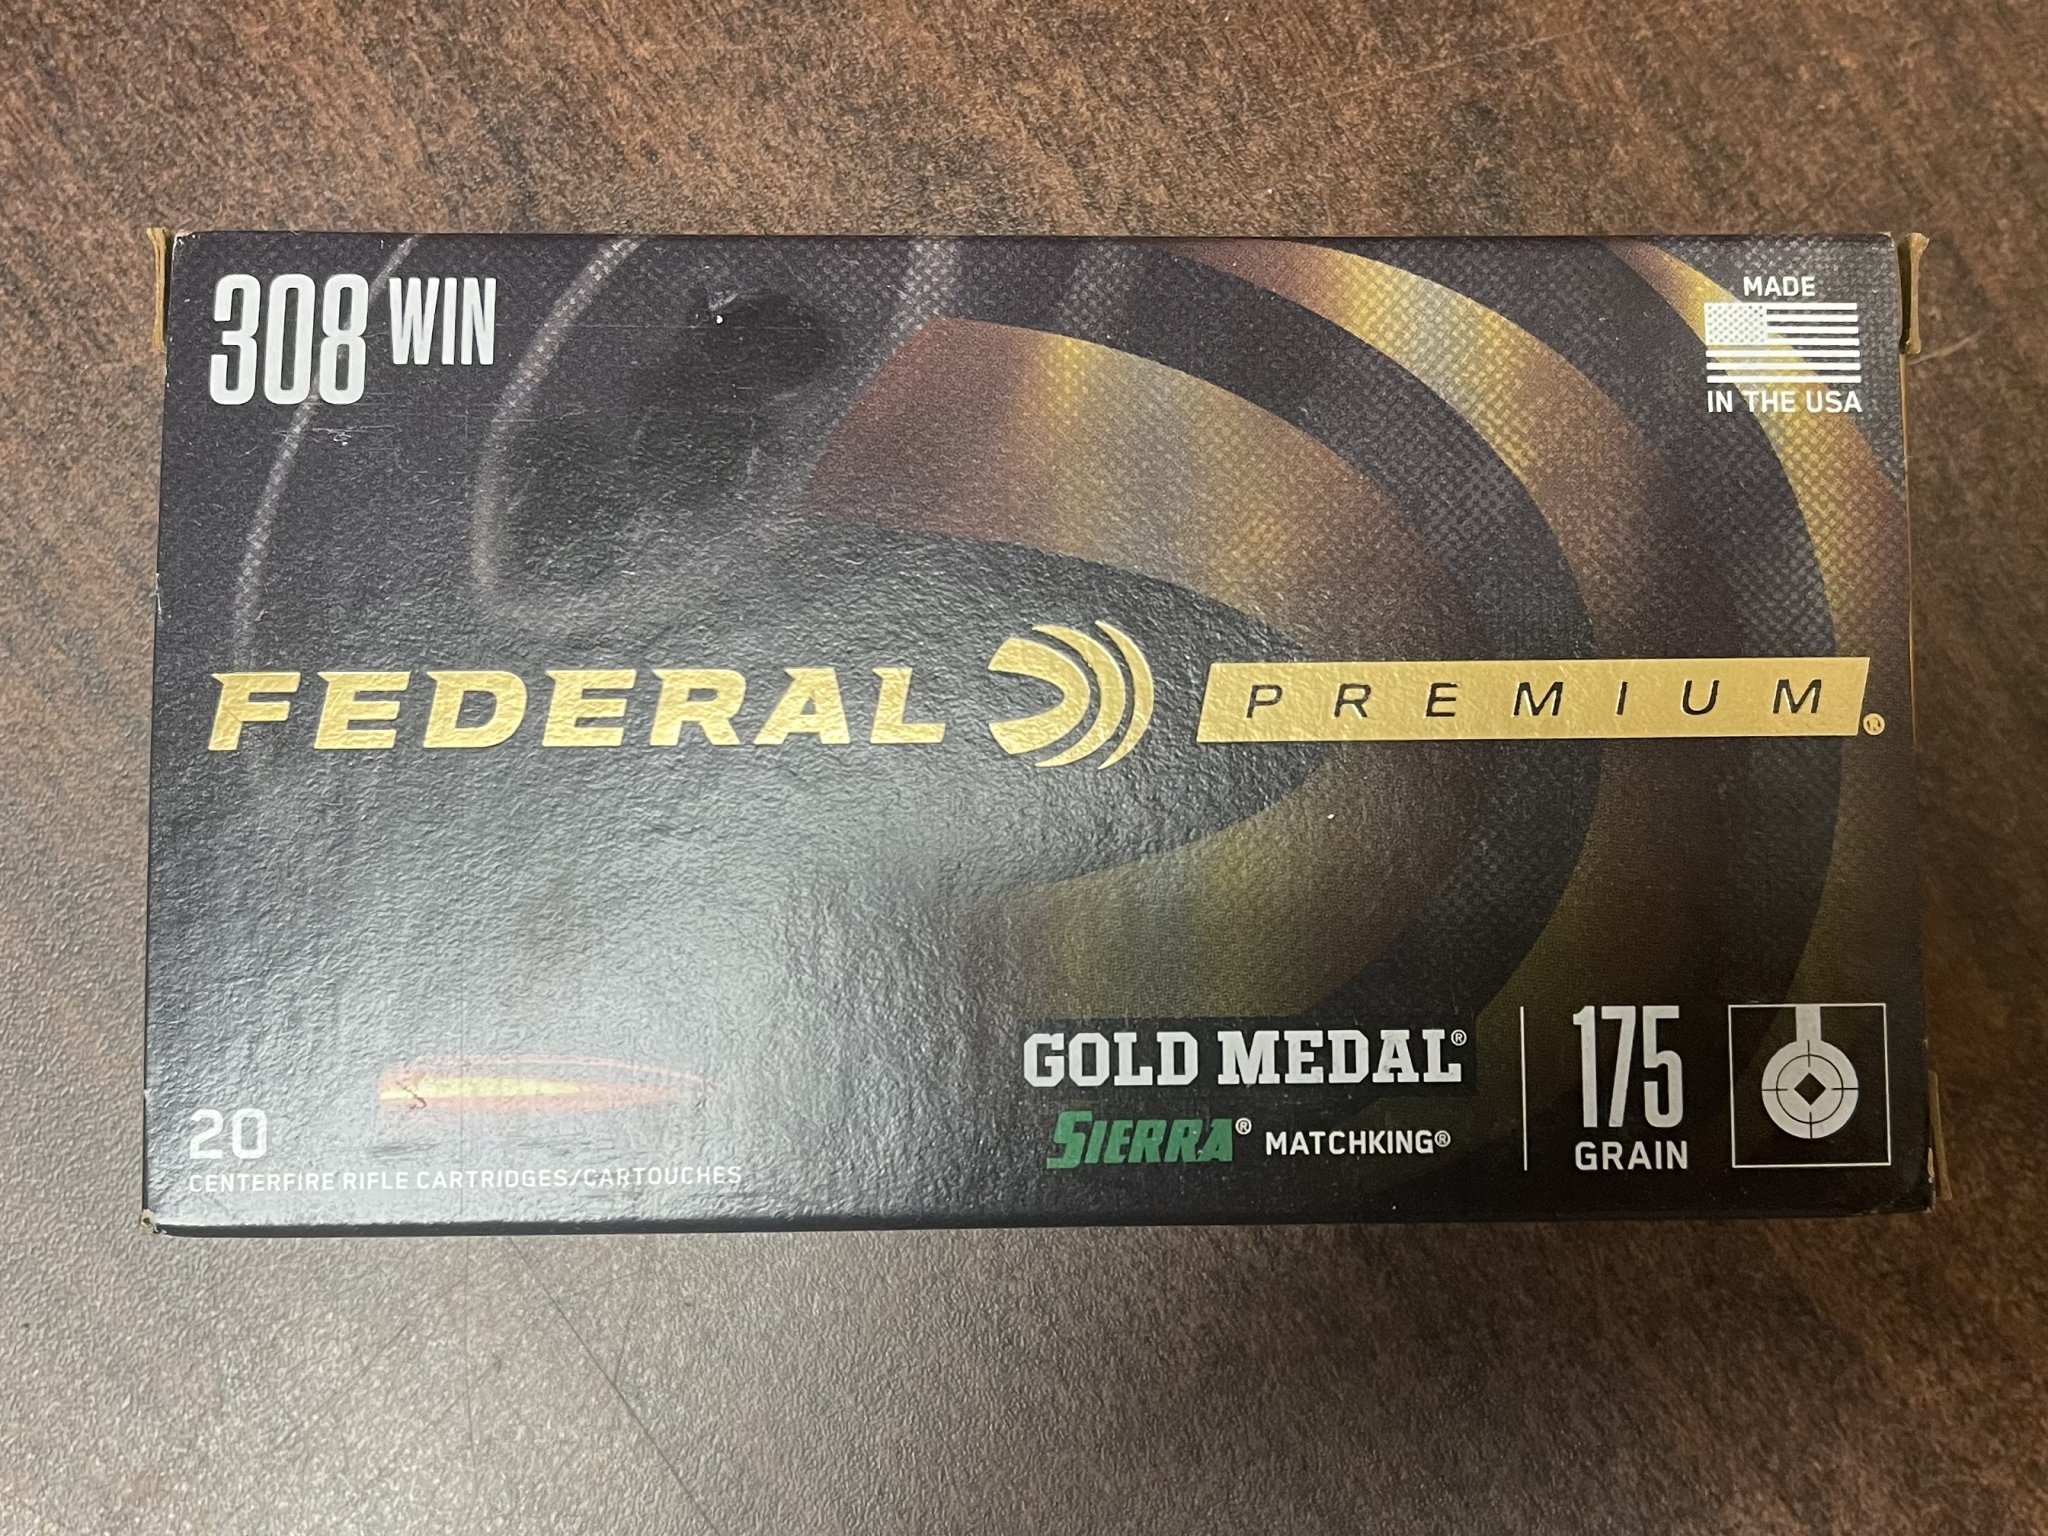 308 WIN
MADE
IN THE USA
FEDERAL PREMIUM®
GOLD MEDAL®
SIERRA® MATCHKING®
175
GRAIN
20
CENTERFIRE RIFLE CARTRIDGES/CARTOUCHES